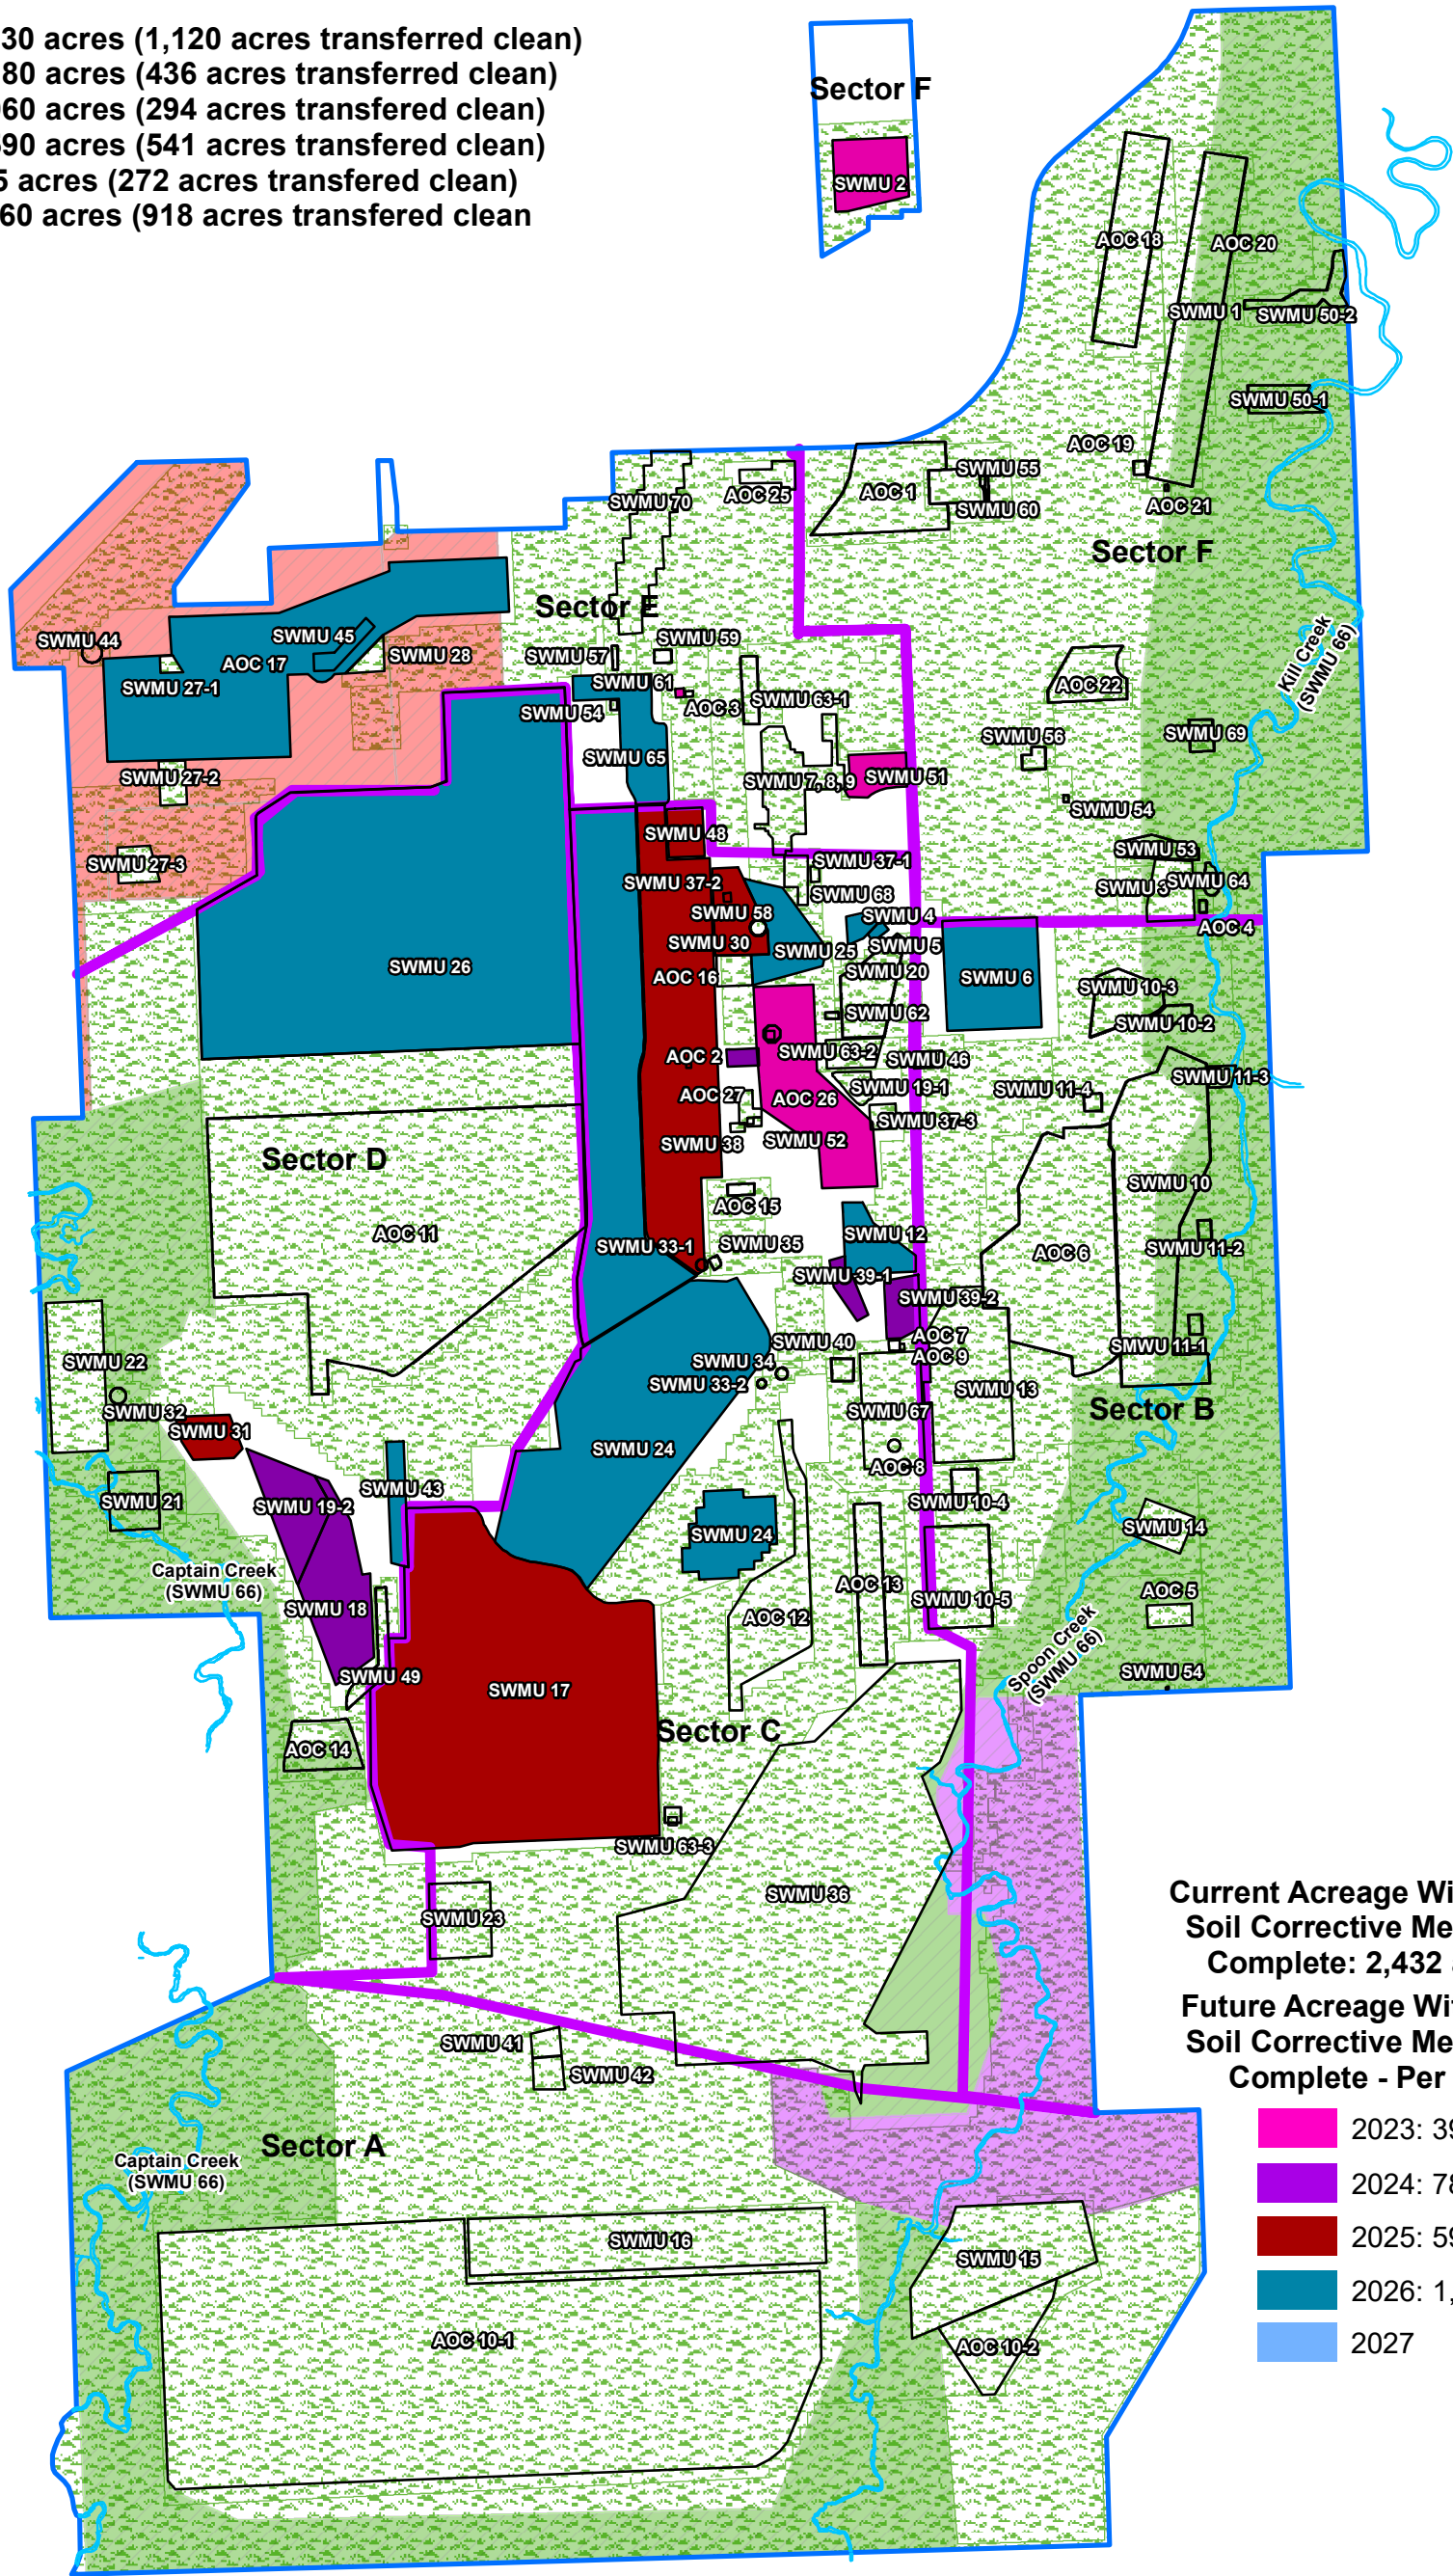 30 acres (1,120 acres transferred clean)
80 acres (436 acres transferred clean)
60 acres (294 acres transfered clean)
90 acres (541 acres transfered clean)
5 acres (272 acres transfered clean)
60 acres (918 acres transfered clean
Sector F
SWMU 2
AOC 18
AOC 20
SWMU 1
SWMU 50-2
SWMU 50-1
AOC 19
SWMU 55
AOC 1
AOC 25
SWMU 70
SWMU 60
AOC 21
Sector F
Sector E
SWMU 44
SWMU 45
AOC 17
SWMU 28
SWMU 59
SWMU 57
SWMU 27-1
SWMU 61
AOC 3
SWMU 63-1
AOC 22
Kill Creek
(SWMU 66)
SWMU 54
SWMU 56
SWMU 69
SWMU 65
SWMU 27-2
SWMU 7, 8, 9
SWMU 51
SWMU 54
SWMU 48
SWMU 53
SWMU 27-3
SWMU 37-1
SWMU 37-2
SWMU 68
SWMU 3
SWMU 64
SWMU 58
SWMU 4
AOC 4
SWMU 30
SWMU 25
SWMU 5
SWMU 26
AOC 16
SWMU 20
SWMU 6
SWMU 10-3
SWMU 62
SWMU 10-2
AOC 2
SWMU 63-2
SWMU 46
SWMU 11-3
AOC 27
AOC 26
SWMU 19-1
SWMU 11-4
SWMU 37-3
SWMU 38
SWMU 52
Sector D
SWMU 10
AOC 15
AOC 11
SWMU 12
SWMU 33-1
SWMU 35
AOC 6
SWMU 11-2
SWMU 39-1
SWMU 39-2
AOC 7
SWMU 40
SMWU 11-1
SWMU 22
SWMU 34
AOC 9
SWMU 33-2
SWMU 13
SWMU 32
SWMU 67
Sector B
SWMU 31
SWMU 24
AOC 8
SWMU 43
SWMU 21
SWMU 19-2
SWMU 10-4
SWMU 24
SWMU 14
Captain Creek
(SWMU 66)
AOC 13
SWMU 10-5
AOC 5
SWMU 18
AOC 12
Spoon Creek
(SWMU 66)
SWMU 49
SWMU 54
SWMU 17
Sector C
AOC 14
SWMU 63-3
SWMU 36
SWMU 23
Current Acreage Wi
Soil Corrective Me
Complete: 2,432
Future Acreage Wi
Soil Corrective Me
Complete - Per
SWMU 41
SWMU 42
Sector A
Captain Creek
(SWMU 66)
2023: 39
2024: 78
2025: 59
2026: 1,
2027
SWMU 16
SWMU 15
AOC 10-1
AOC 10-2